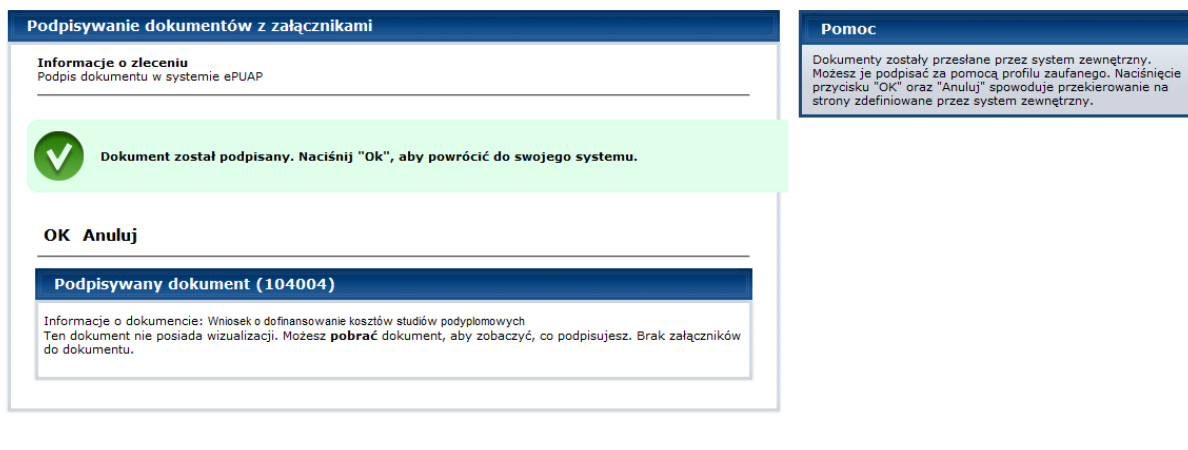 Podpisywanie dokumentów z załącznikami
Informacje o zleceniu
Podpis dokumentu w systemie ePUAP
Dokument został podpisany. Naciśnij "Ok", aby powrócić do swojego systemu.
OK Anuluj
Podpisywany dokument (104004)
Informacje o dokumencie: Wniosek o dofinansowanie kosztów studiów podyplomowych
Ten dokument nie posiada wizualizacji. Możesz pobrać dokument, aby zobaczyć, co podpisujesz. Brak załączników
do dokumentu.
Pomoc
Dokumenty zostały przesłane przez system zewnętrzny.
Możesz je podpisać za pomocą profilu zaufanego. Naciśnięcie
przycisku "OK" oraz "Anuluj" spowoduje przekierowanie na
strony zdefiniowane przez system zewnętrzny.